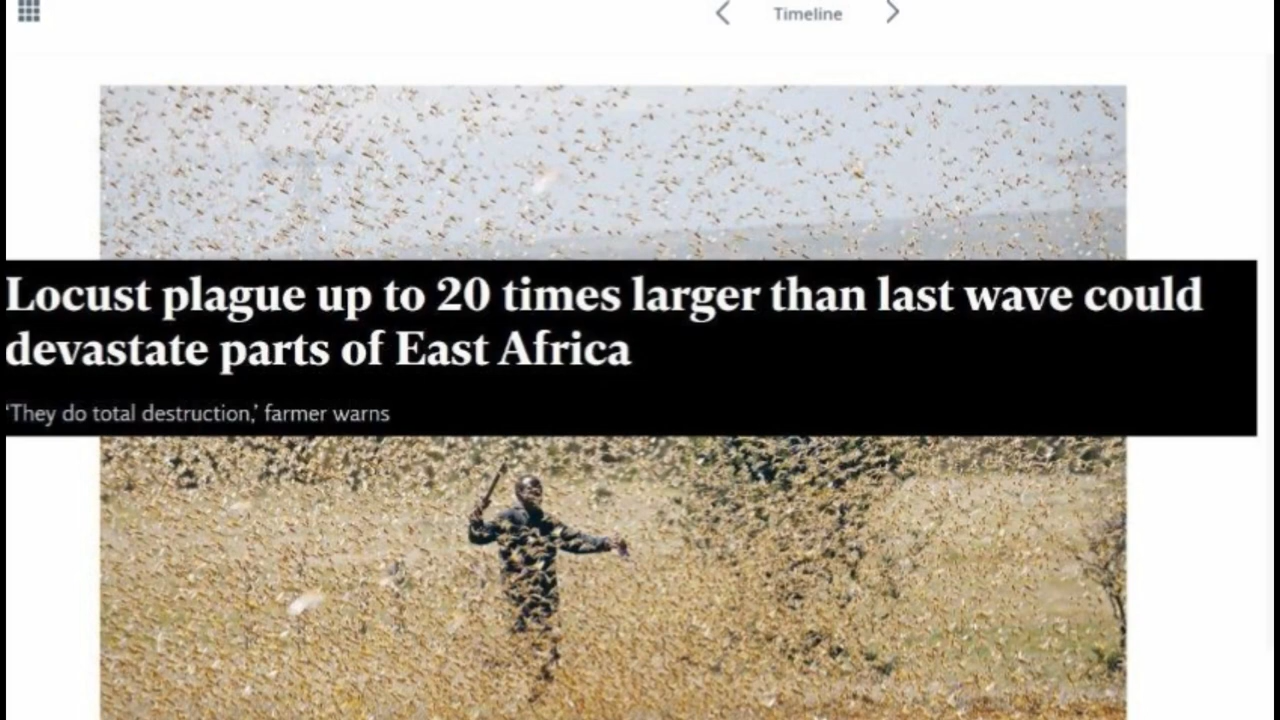 Timeline
Locust plague up to 20 times larger than last wave could
devastate parts of East Africa
‘They do total destruction,’ farmer warns